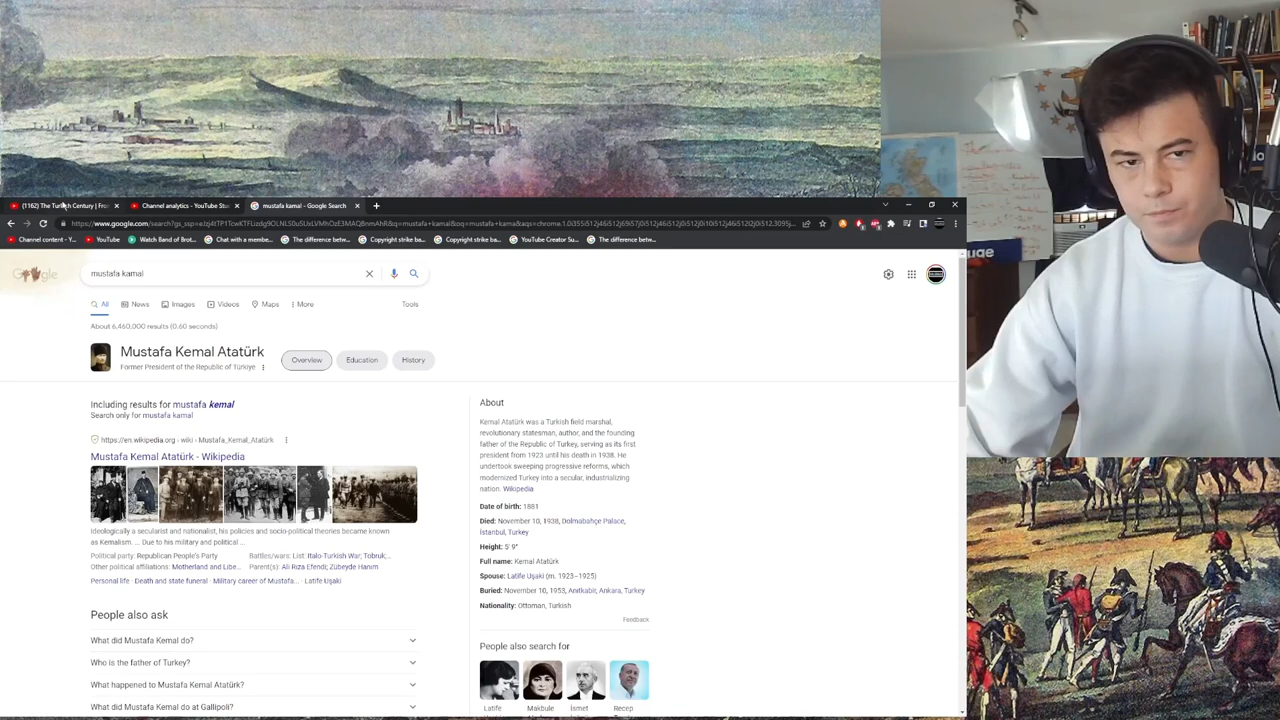 (1162) The Turkish Century | Fro
Channel analytics - YouTube Stu
mustafa kamal - Google Search
Channel content - Y...
YouTube
Watch Band of Brot...
Chat with a membe...
The difference betw...
Copyright strike ba...
Copyright strike ba...
YouTube Creator Su...
The difference betw...
mustafa kamal
All
News
Images
Videos
Maps
More
Tools
About 6,460,000 results (0.60 seconds)
Mustafa Kemal Atatürk
Former President of the Republic of Türkiye
Overview
Education
History
Including results for mustafa kemal
Search only for mustafa kamal
https://en.wikipedia.org › wiki › Mustafa_Kemal_Atatürk
Mustafa Kemal Atatürk - Wikipedia
Ideologically a secularist and nationalist, his policies and socio-political theories became known
as Kemalism. ... Due to his military and political ...
Political party: Republican People's Party
Battles/wars: List: Italo-Turkish War; Tobruk;...
Other political affiliations: Motherland and Libe...
Parent(s): Ali Rıza Efendi; Zübeyde Hanım
Personal life · Death and state funeral · Military career of Mustafa... · Latife Uşakî
People also ask
What did Mustafa Kemal do?
Who is the father of Turkey?
What happened to Mustafa Kemal Atatürk?
What did Mustafa Kemal do at Gallipoli?
About
Kemal Atatürk was a Turkish field marshal,
revolutionary statesman, author, and the founding
father of the Republic of Turkey, serving as its first
president from 1923 until his death in 1938. He
undertook sweeping progressive reforms, which
modernized Turkey into a secular, industrializing
nation. Wikipedia
Date of birth: 1881
Died: November 10, 1938, Dolmabahçe Palace,
İstanbul, Turkey
Height: 5′ 9″
Full name: Kemal Atatürk
Spouse: Latife Uşaki (m. 1923–1925)
Buried: November 10, 1953, Anıtkabir, Ankara, Turkey
Nationality: Ottoman, Turkish
Feedback
People also search for
Latife
Makbule
İsmet
Recep
uge